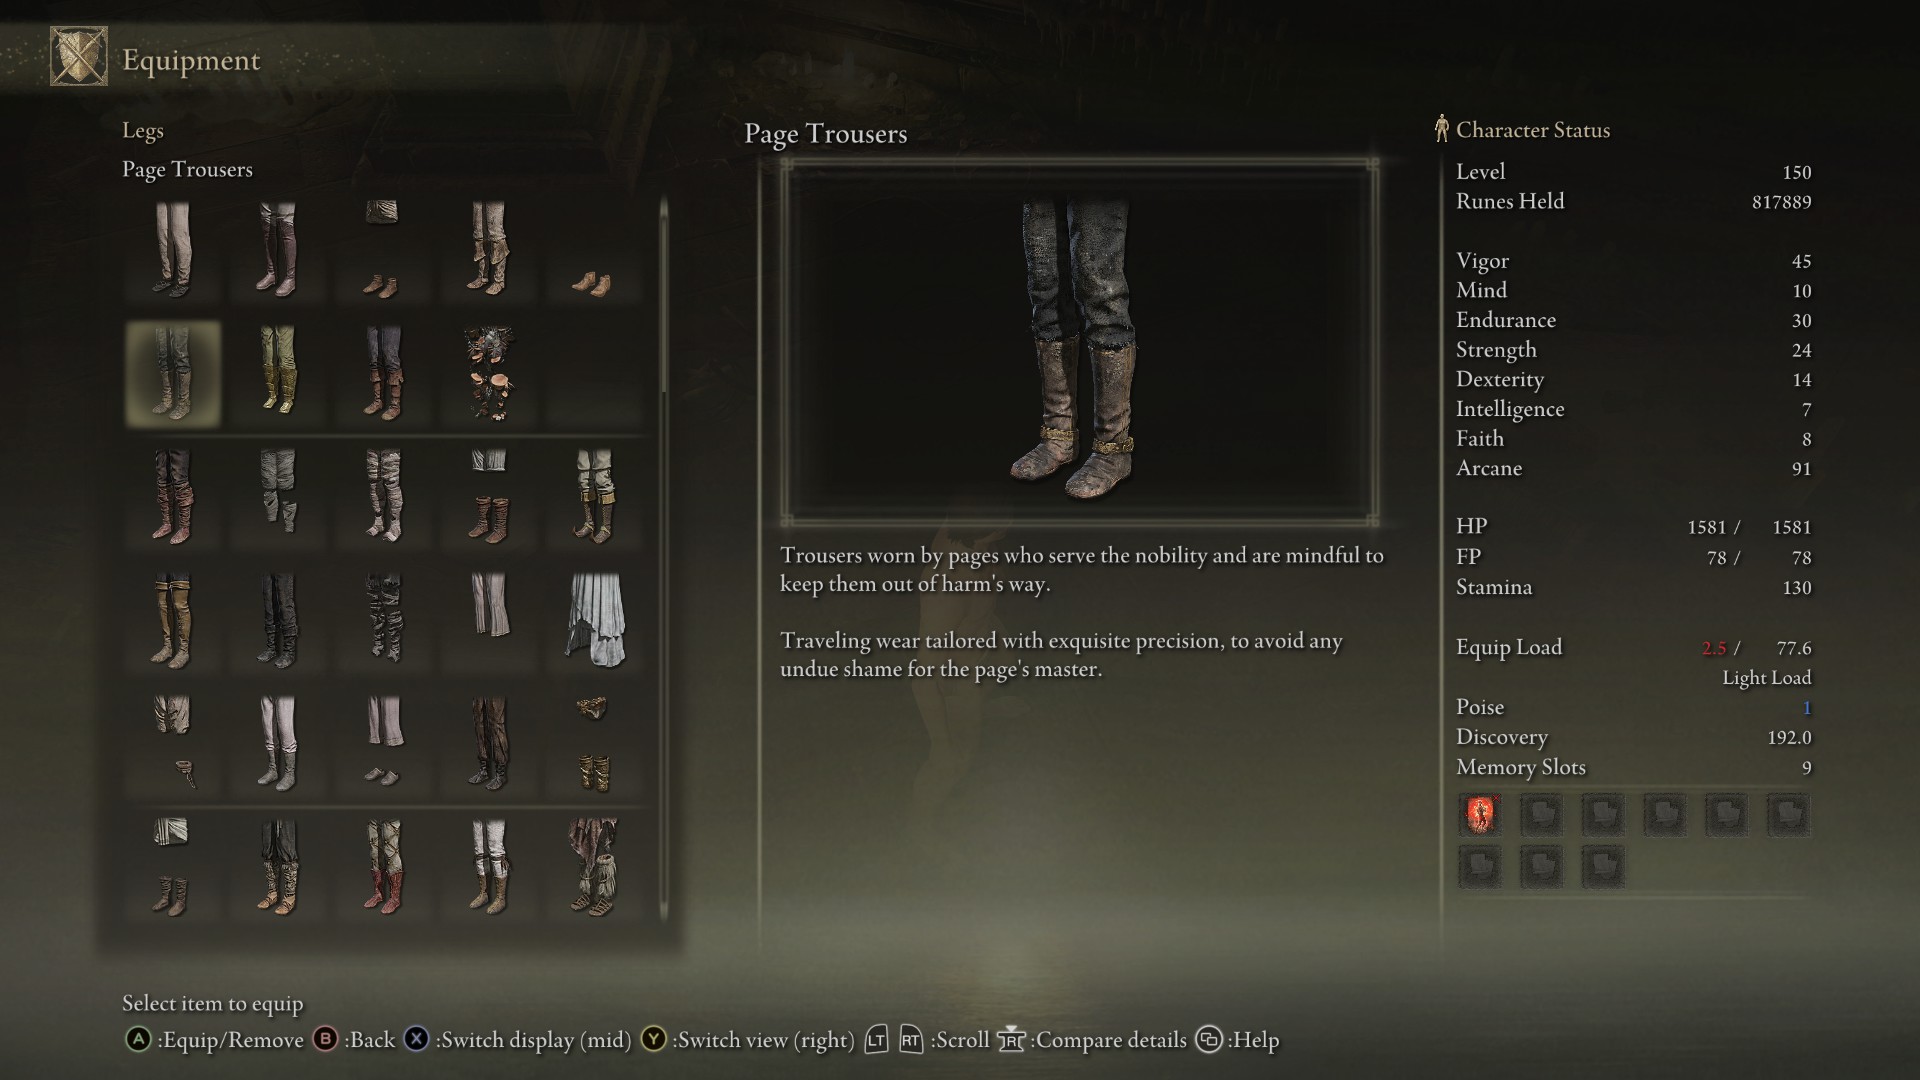 Equipment
Legs
Page Trousers
Page Trousers
Trousers worn by pages who serve the nobility and are mindful to
keep them out of harm's way.
Traveling wear tailored with exquisite precision, to avoid any
undue shame for the page's master.
Character Status
Level 150
Runes Held 817889
Vigor 45
Mind 10
Endurance 30
Strength 24
Dexterity 14
Intelligence 7
Faith 8
Arcane 91
HP 1581 / 1581
FP 78 / 78
Stamina 130
Equip Load 2.5 / 77.6
Light Load
Poise 1
Discovery 192.0
Memory Slots 9
Select item to equip
A :Equip/Remove B :Back X :Switch display (mid) Y :Switch view (right) LT RT :Scroll R :Compare details :Help